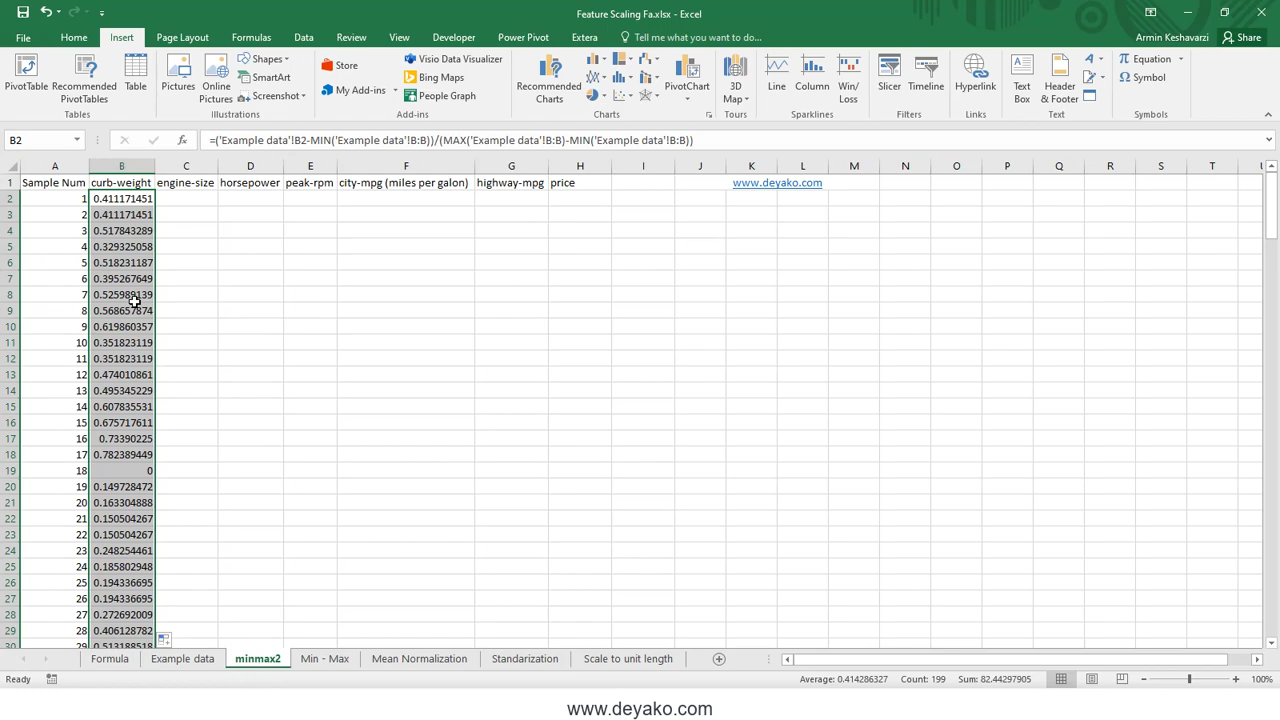 Feature Scaling Fa.xlsx - Excel
File Home Insert Page Layout Formulas Data Review View Developer Power Pivot Extera Tell me what you want to do... Armin Keshavarzi Share
PivotTable Recommended PivotTables Table Pictures Online Pictures Shapes SmartArt Screenshot Store My Add-ins Visio Data Visualizer Bing Maps People Graph Recommended Charts PivotChart 3D Map Line Column Win/ Loss Slicer Timeline Hyperlink Text Box Header & Footer Equation Symbol
Tables Illustrations Add-ins Charts Tours Sparklines Filters Links Text Symbols
B2 fx =('Example data'!B2-MIN('Example data'!B:B))/(MAX('Example data'!B:B)-MIN('Example data'!B:B))
A B C D E F G H I J K L M N O P Q R S T
1 Sample Num curb-weight engine-size horsepower peak-rpm city-mpg (miles per galon) highway-mpg price www.deyako.com
2 1 0.411171451
3 2 0.411171451
4 3 0.517843289
5 4 0.329325058
6 5 0.518231187
7 6 0.395267649
8 7 0.525989139
9 8 0.568657874
10 9 0.619860357
11 10 0.351823119
12 11 0.351823119
13 12 0.474010861
14 13 0.495345229
15 14 0.607835531
16 15 0.675717611
17 16 0.73390225
18 17 0.782389449
19 18 0
20 19 0.149728472
21 20 0.163304888
22 21 0.150504267
23 22 0.150504267
24 23 0.248254461
25 24 0.185802948
26 25 0.194336695
27 26 0.194336695
28 27 0.272692009
29 28 0.406128782
30 29 0.513188518
Formula Example data minmax2 Min - Max Mean Normalization Standarization Scale to unit length
Ready Average: 0.414286327 Count: 199 Sum: 82.44297905 100%
www.deyako.com